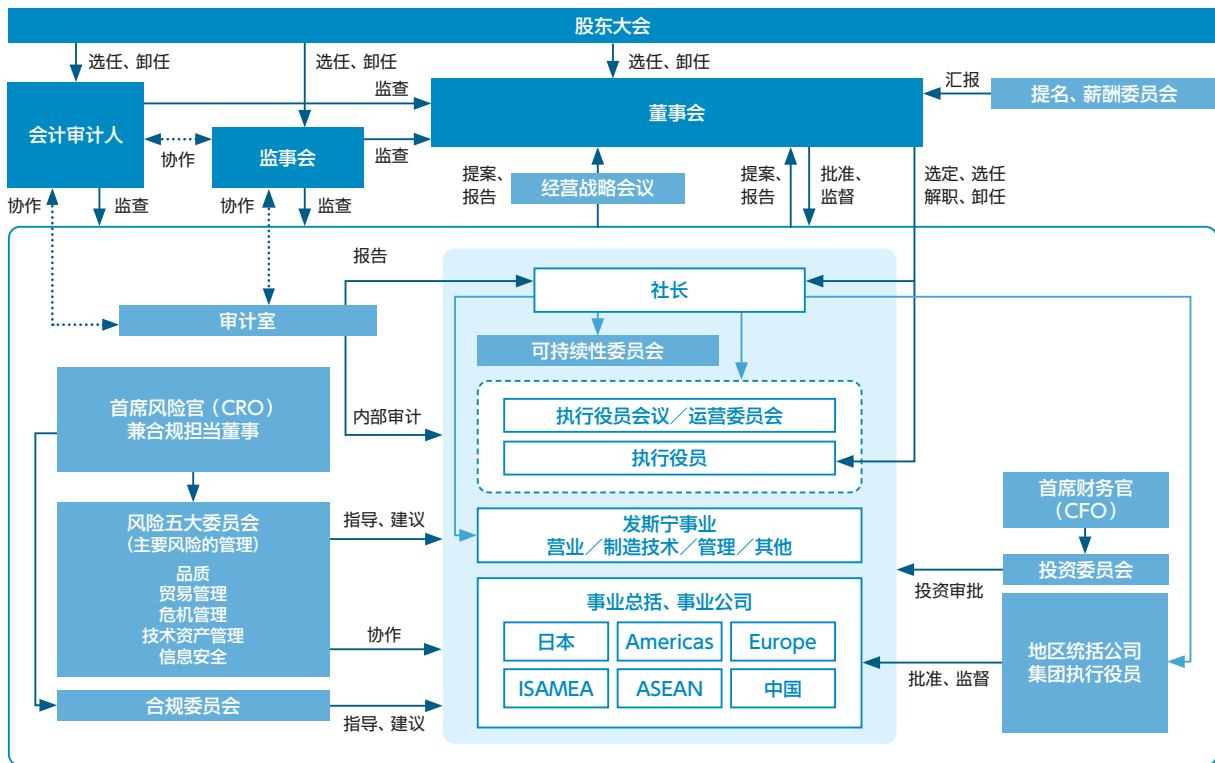 股东大会
选任、卸任
选任、卸任
选任、卸任
监查
汇报
会计审计人
董事会
提名、薪酬委员会
协作
监事会
监查
提案、
报告
经营战略会议
提案、
报告
批准、
监督
选定、选任
解职、卸任
协作
监查
协作
监查
报告
社长
审计室
可持续性委员会
首席风险官（CRO）
兼合规担当董事
内部审计
执行役员会议／运营委员会
执行役员
首席财务官
（CFO）
风险五大委员会
（主要风险的管理）
品质
贸易管理
危机管理
技术资产管理
信息安全
指导、建议
发斯宁事业
营业／制造技术／管理／其他
投资委员会
投资审批
事业总括、事业公司
协作
日本
Americas
Europe
ISAMEA
ASEAN
中国
地区统括公司
集团执行役员
批准、监督
合规委员会
指导、建议